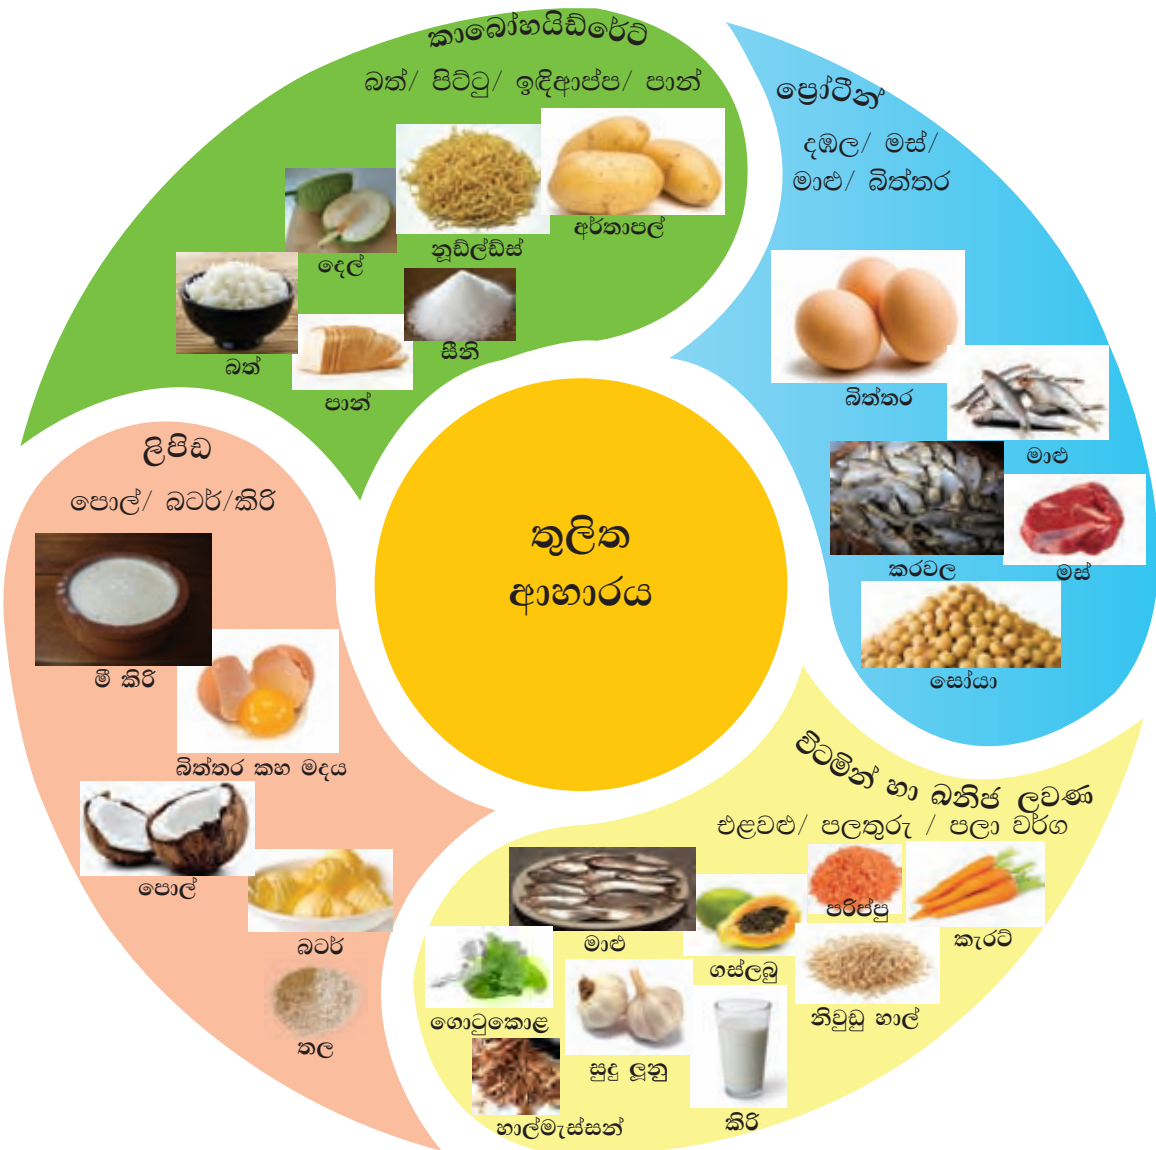 කාබෝහයිඩ්රේට්
බත්/ පිට්ටු/ ඉඳිආප්ප/ පාන්
අර්තාපල්
නූඩ්ල්ඩ්ස්
දෙල්
සීනි
බත්
පාන්
ප්‍රෝටීන්
දඹල/ මස්/
මාළු/ බිත්තර
බිත්තර
මාළු
කරවල
මස්
සෝයා
තුලිත
ආහාරය
ලිපිඩ
පොල්/ බටර්/කිරි
මී කිරි
බිත්තර කහ මදය
පොල්
බටර්
තල
විටමින් හා ඛනිජ ලවණ
එළවළු/ පලතුරු / පලා වර්ග
පරිප්පු
කැරට්
මාළු
ගස්ලබු
නිවුඩු හාල්
ගොටුකොළ
සුදු ලූනු
කිරි
හාල්මැස්සන්